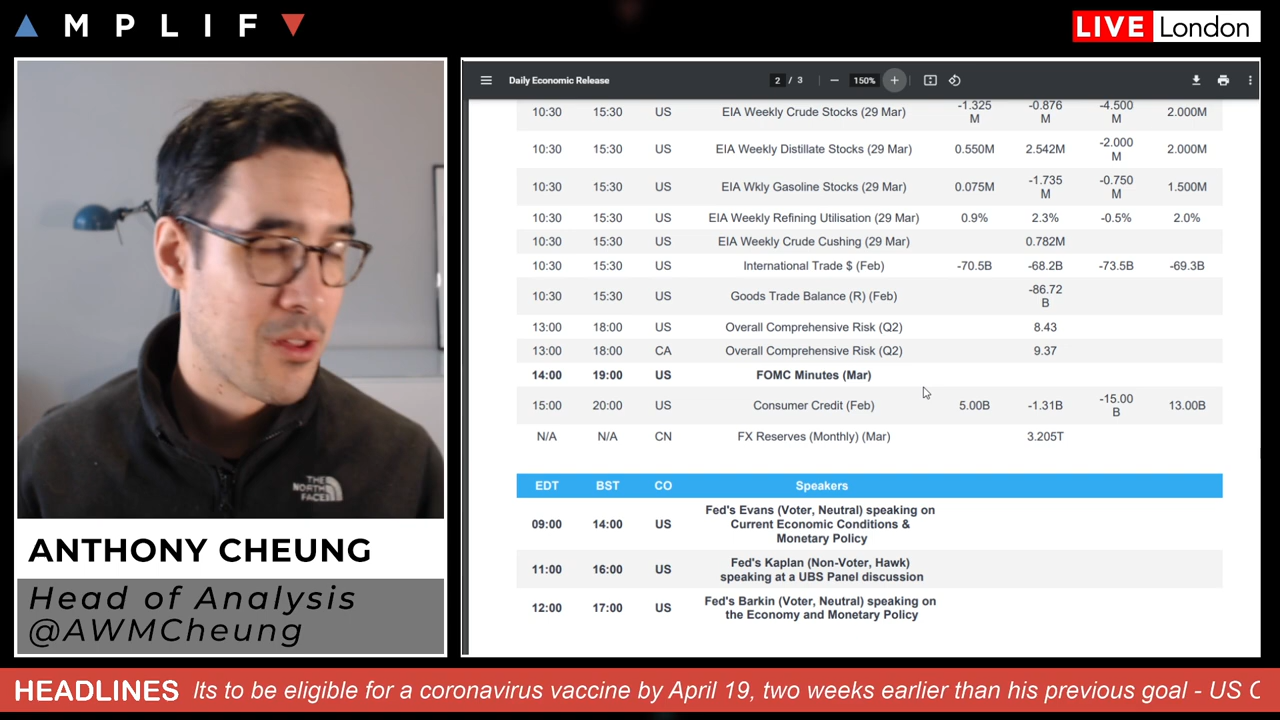 AMPLIFY
LIVE London
Daily Economic Release
2 / 3
150%
10:30 15:30 US EIA Weekly Crude Stocks (29 Mar) -1.325 M -0.876 M -4.500 M 2.000M
10:30 15:30 US EIA Weekly Distillate Stocks (29 Mar) 0.550M 2.542M -2.000 M 2.000M
10:30 15:30 US EIA Wkly Gasoline Stocks (29 Mar) 0.075M -1.735 M -0.750 M 1.500M
10:30 15:30 US EIA Weekly Refining Utilisation (29 Mar) 0.9% 2.3% -0.5% 2.0%
10:30 15:30 US EIA Weekly Crude Cushing (29 Mar) 0.782M
10:30 15:30 US International Trade $ (Feb) -70.5B -68.2B -73.5B -69.3B
10:30 15:30 US Goods Trade Balance (R) (Feb) -86.72 B
13:00 18:00 US Overall Comprehensive Risk (Q2) 8.43
13:00 18:00 CA Overall Comprehensive Risk (Q2) 9.37
14:00 19:00 US FOMC Minutes (Mar)
15:00 20:00 US Consumer Credit (Feb) 5.00B -1.31B -15.00 B 13.00B
N/A N/A CN FX Reserves (Monthly) (Mar) 3.205T
EDT BST CO Speakers
09:00 14:00 US Fed's Evans (Voter, Neutral) speaking on
Current Economic Conditions &
Monetary Policy
11:00 16:00 US Fed's Kaplan (Non-Voter, Hawk)
speaking at a UBS Panel discussion
12:00 17:00 US Fed's Barkin (Voter, Neutral) speaking on
the Economy and Monetary Policy
THE
NORTH
FACE
ANTHONY CHEUNG
Head of Analysis
@AWMCheung
HEADLINES lts to be eligible for a coronavirus vaccine by April 19, two weeks earlier than his previous goal - US C